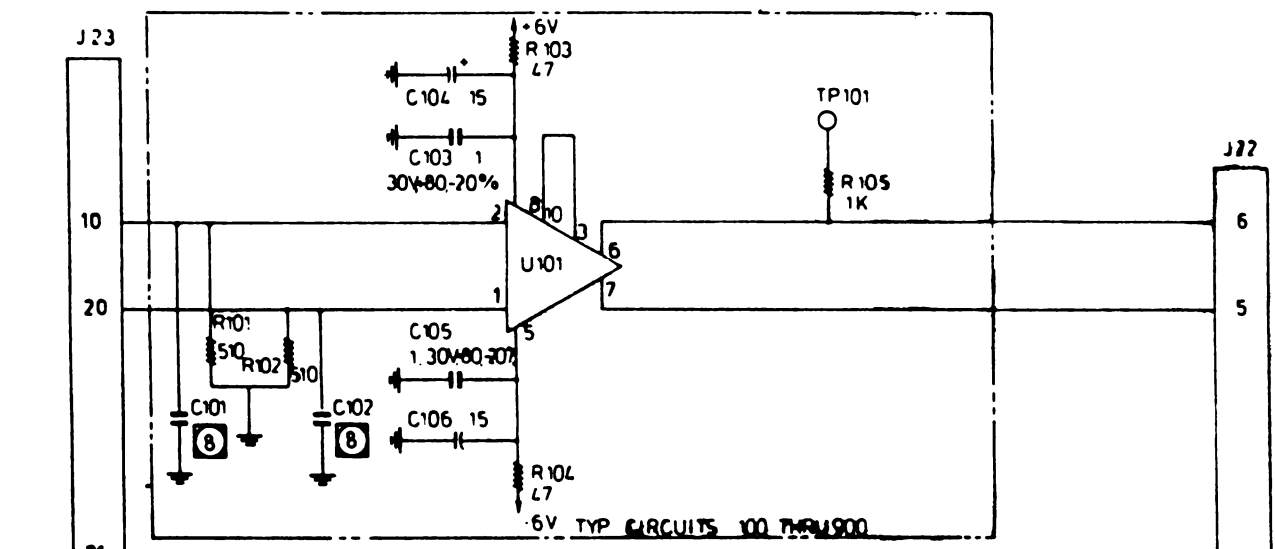 J23
+6V
R103
47
+
C104 15
C103 1
30V+80,-20%
TP101
R105
1K
J22
10
2
8
10
3
6
6
U101
20
1
7
5
5
R101
510
R102
510
C105
1, 30V+80,-20%
C101
8
C102
8
C106 15
R104
47
-6V
TYP CIRCUITS 100 THRU 900